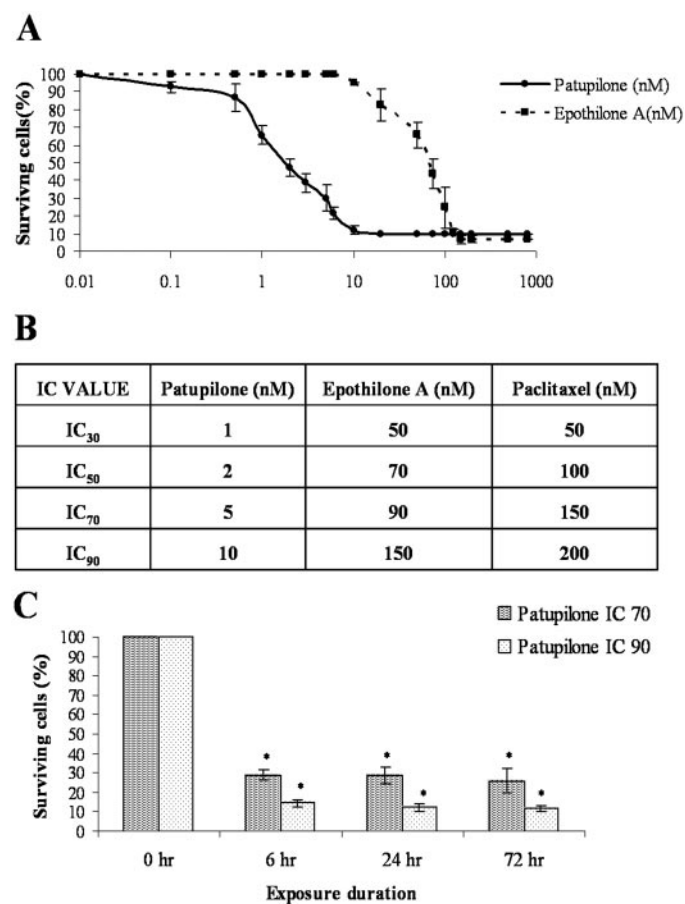 A
Survivng cells(%)
100
90
80
70
60
50
40
30
20
10
0
0.01 0.1 1 10 100 1000
Patupilone (nM)
Epothilone A(nM)
B
IC VALUE Patupilone (nM) Epothilone A (nM) Paclitaxel (nM)
IC30 1 50 50
IC50 2 70 100
IC70 5 90 150
IC90 10 150 200
C
Patupilone IC 70
Patupilone IC 90
Surviving cells (%)
100
90
80
70
60
50
40
30
20
10
0
* * * * * *
0 hr 6 hr 24 hr 72 hr
Exposure duration